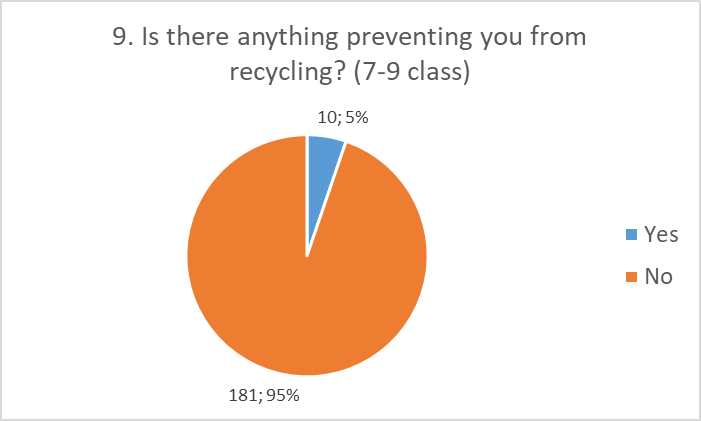 9. Is there anything preventing you from
recycling? (7-9 class)
10; 5%
Yes
No
181; 95%